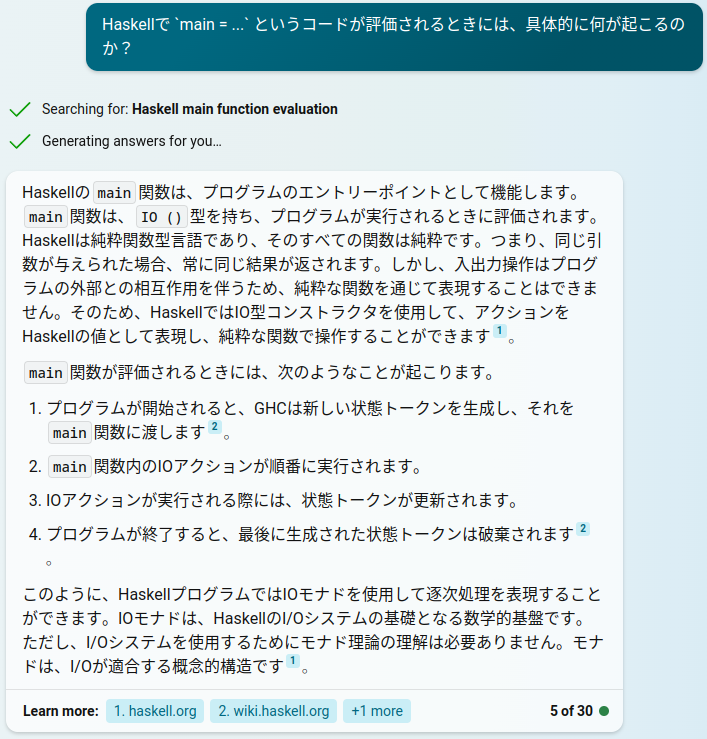 Haskellで `main = ...` というコードが評価されるときには、具体的に何が起こるの
か？
Searching for: Haskell main function evaluation
Generating answers for you…
Haskellの main 関数は、プログラムのエントリーポイントとして機能します。
main 関数は、 IO () 型を持ち、プログラムが実行されるときに評価されます。
Haskellは純粋関数型言語であり、そのすべての関数は純粋です。つまり、同じ引
数が与えられた場合、常に同じ結果が返されます。しかし、入出力操作はプログ
ラムの外部との相互作用を伴うため、純粋な関数を通じて表現することはできま
せん。そのため、HaskellではIO型コンストラクタを使用して、アクションを
Haskellの値として表現し、純粋な関数で操作することができます 1 。
main 関数が評価されるときには、次のようなことが起こります。
1. プログラムが開始されると、GHCは新しい状態トークンを生成し、それを
main 関数に渡します 2 。
2. main 関数内のIOアクションが順番に実行されます。
3. IOアクションが実行される際には、状態トークンが更新されます。
4. プログラムが終了すると、最後に生成された状態トークンは破棄されます 2
。
このように、HaskellプログラムではIOモナドを使用して逐次処理を表現すること
ができます。IOモナドは、HaskellのI/Oシステムの基礎となる数学的基盤です。
ただし、I/Oシステムを使用するためにモナド理論の理解は必要ありません。モナ
ドは、I/Oが適合する概念的構造です 1 。
Learn more: 1. haskell.org 2. wiki.haskell.org +1 more 5 of 30